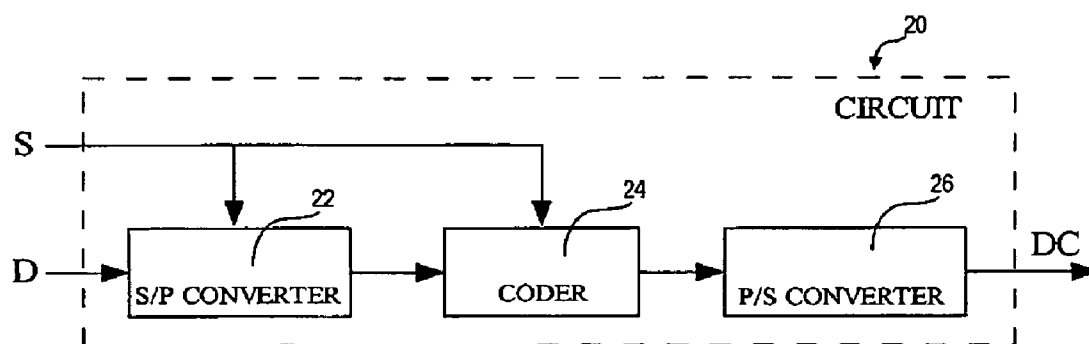 20
CIRCUIT
S
22
24
26
D
S/P CONVERTER
CODER
P/S CONVERTER
DC